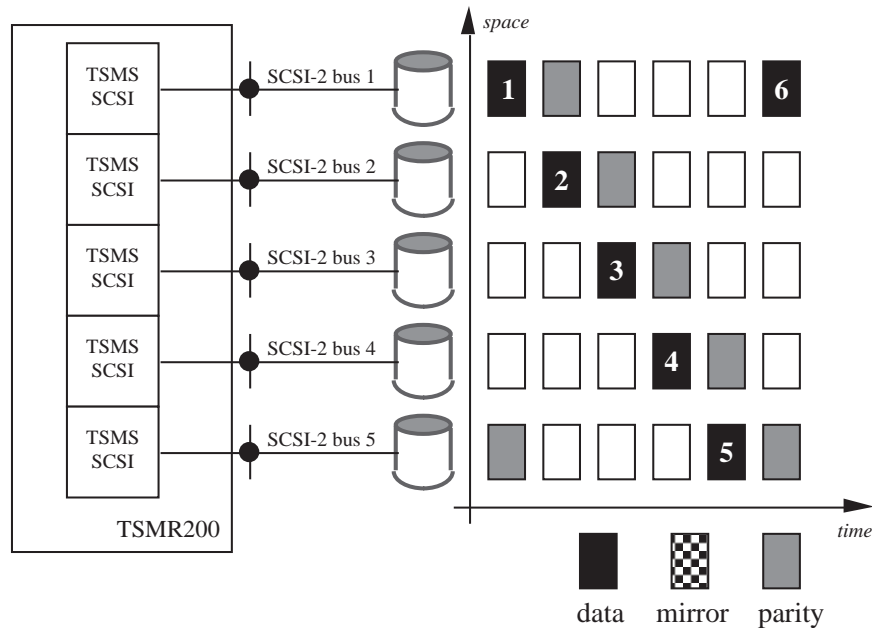 space
TSMS
SCSI
SCSI-2 bus 1
1
6
TSMS
SCSI
SCSI-2 bus 2
2
TSMS
SCSI
SCSI-2 bus 3
3
TSMS
SCSI
SCSI-2 bus 4
4
TSMS
SCSI
SCSI-2 bus 5
5
TSMR200
time
data
mirror
parity